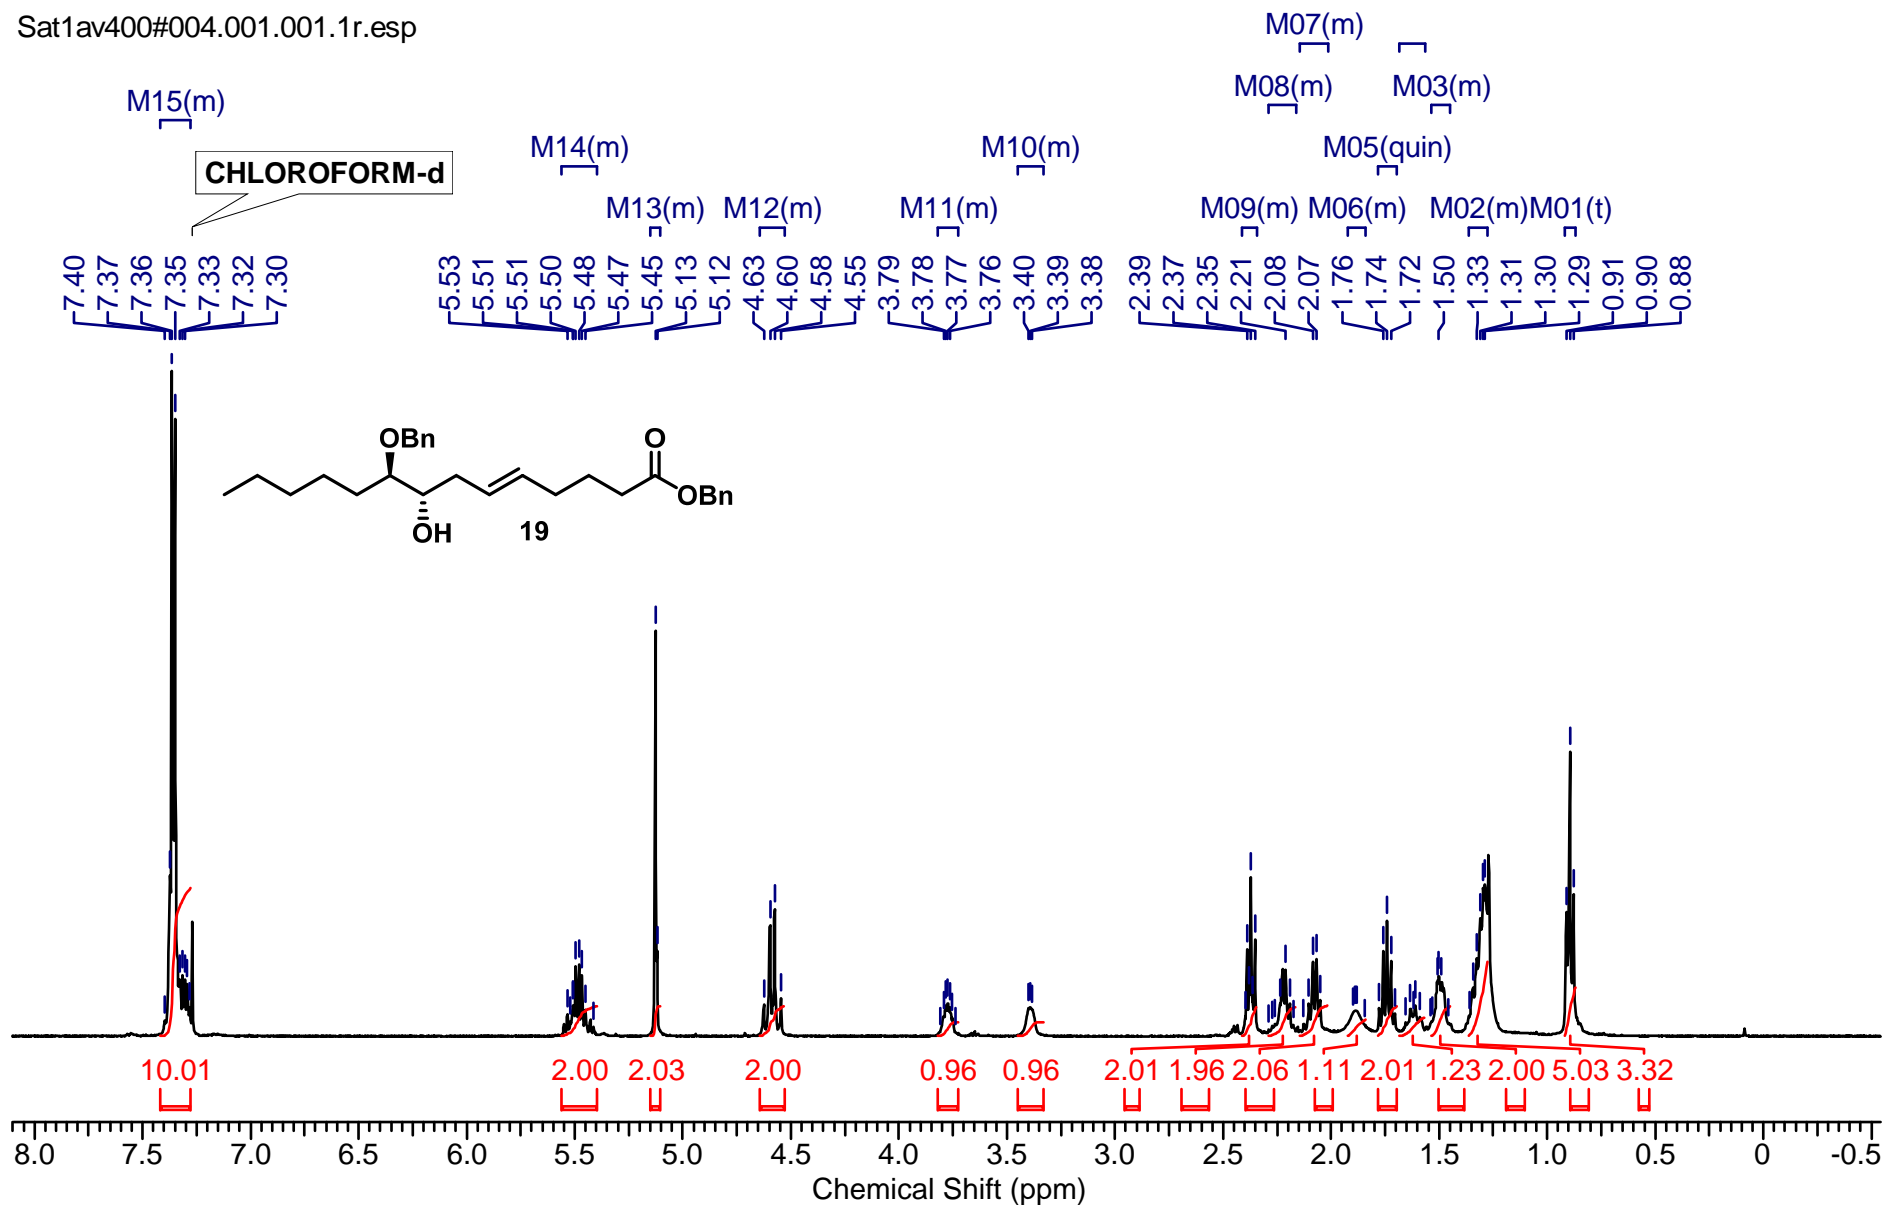 Sat1av400#004.001.001.1r.esp
M07(m)
M15(m) M08(m) M03(m)
M14(m) M10(m) M05(quin)
CHLOROFORM-d
M13(m) M12(m) M11(m) M09(m) M06(m) M02(m) M01(t)
7.40 7.37 7.36 7.35 7.33 7.32 7.30 5.53 5.51 5.51 5.50 5.48 5.47 5.45 5.13 5.12 4.63 4.60 4.58 4.55 3.79 3.78 3.77 3.76 3.40 3.39 3.38 2.39 2.37 2.35 2.21 2.08 2.07 1.76 1.74 1.72 1.50 1.33 1.31 1.30 1.29 0.91 0.90 0.88
OBn O
OBn
OH 19
10.01 2.00 2.03 2.00 0.96 0.96 2.01 1.96 2.06 1.11 2.01 1.23 2.00 5.03 3.32
8.0 7.5 7.0 6.5 6.0 5.5 5.0 4.5 4.0 3.5 3.0 2.5 2.0 1.5 1.0 0.5 0 -0.5
Chemical Shift (ppm)